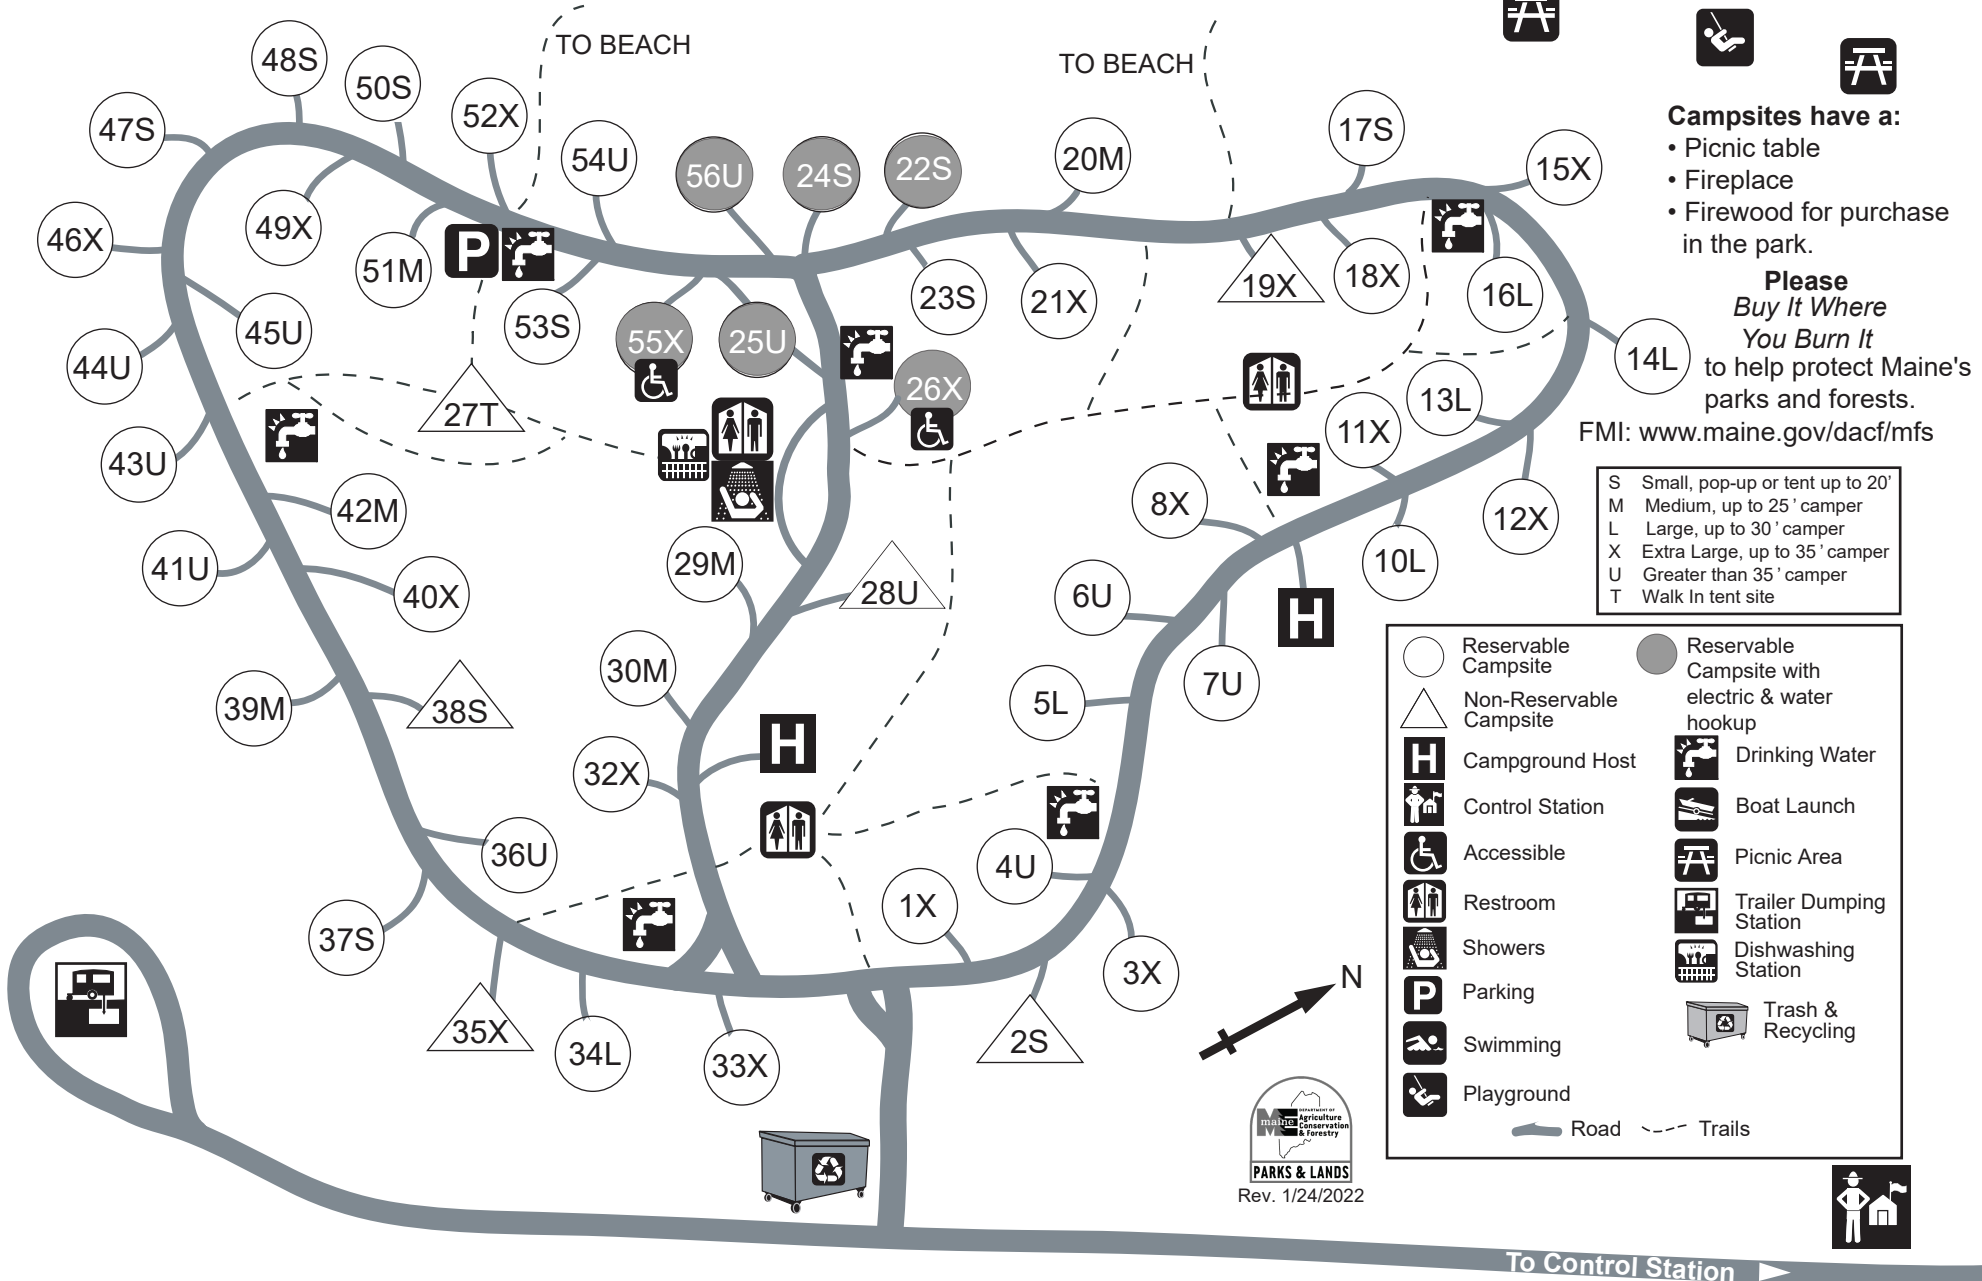 TO BEACH
TO BEACH
48S
50S
52X
47S
54U
56U
24S
22S
20M
17S
15X
46X
49X
51M
P
53S
55X
25U
23S
21X
19X
18X
16L
14L
45U
44U
27T
26X
13L
11X
43U
42M
41U
40X
29M
28U
8X
6U
10L
12X
H
39M
38S
30M
5L
7U
32X
H
36U
37S
1X
4U
3X
35X
34L
33X
2S
N
Campsites have a:
• Picnic table
• Fireplace
• Firewood for purchase
in the park.
Please
Buy It Where
You Burn It
to help protect Maine's
parks and forests.
FMI: www.maine.gov/dacf/mfs
S Small, pop-up or tent up to 20'
M Medium, up to 25 ' camper
L Large, up to 30 ' camper
X Extra Large, up to 35 ' camper
U Greater than 35 ' camper
T Walk In tent site
Reservable
Campsite
Non-Reservable
Campsite
H Campground Host
Control Station
Accessible
Restroom
Showers
P Parking
Swimming
Playground
Reservable
Campsite with
electric & water
hookup
Drinking Water
Boat Launch
Picnic Area
Trailer Dumping
Station
Dishwashing
Station
Trash &
Recycling
Road
Trails
maine
DEPARTMENT OF
Agriculture
Conservation
& Forestry
PARKS & LANDS
Rev. 1/24/2022
To Control Station